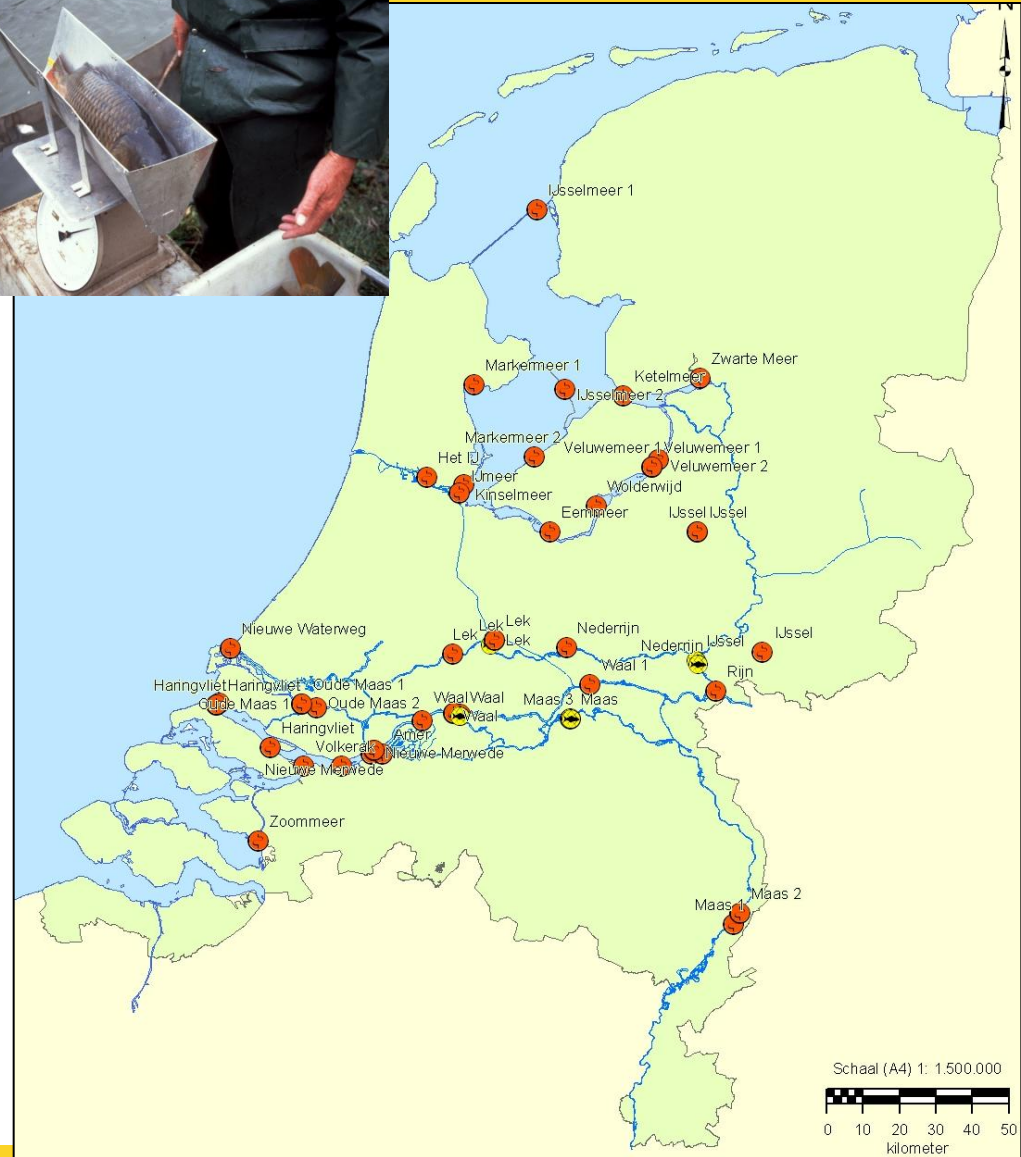 IJsselmeer 1
Zwarte Meer
Markermeer 1
Ketelmeer
IJsselmeer 2
Markermeer 2
Veluwemeer 1 Veluwemeer 1
Het IJ
Veluwemeer 2
IJmeer
Wolderwijd
Kinselmeer
Eemmeer
IJssel IJssel
Lek
Lek
Nieuwe Waterweg
Nederrijn
Lek
Lek
IJssel
Nederrijn
IJssel
Waal 1
Rijn
Haringvliet Haringvliet
Oude Maas 1
Waal Waal
Maas 3
Maas
Oude Maas 1
Oude Maas 2
Waal
Haringvliet
Amer
Volkerak
Nieuwe Merwede
Nieuwe Merwede
Zoommeer
Maas 2
Maas 1
Schaal (A4) 1: 1.500.000
0 10 20 30 40 50
kilometer